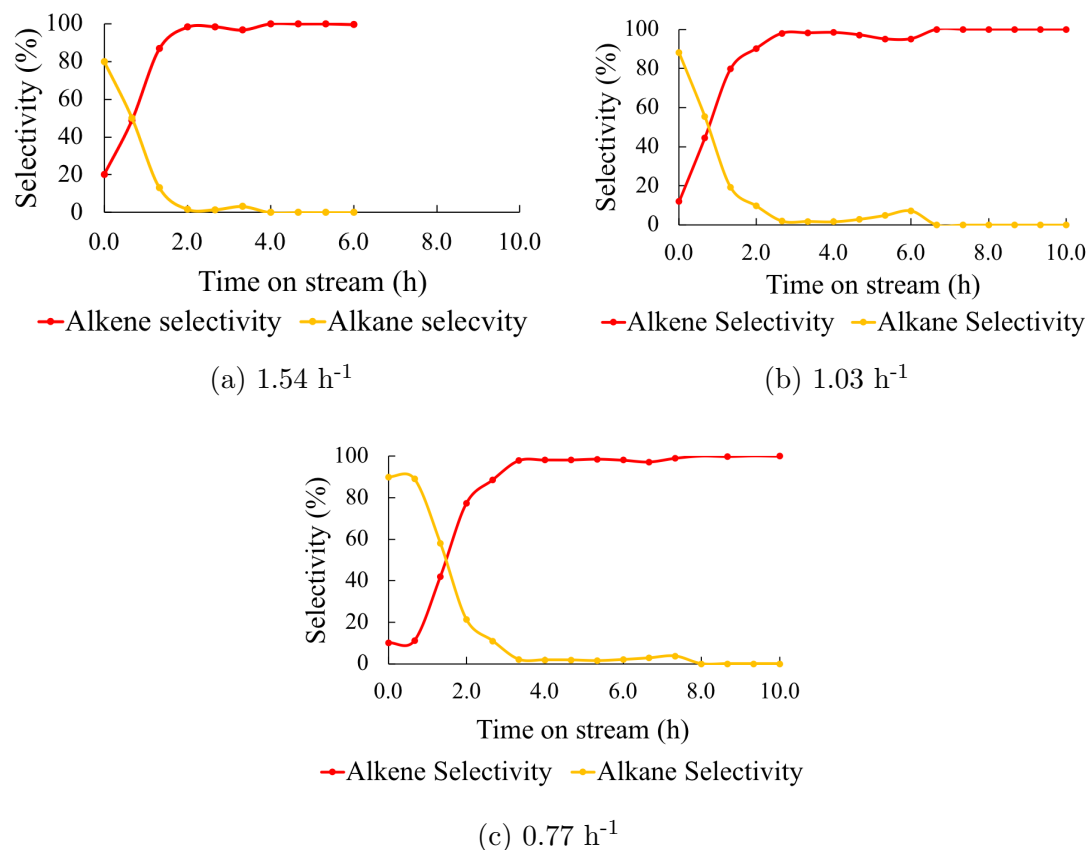 Selectivity (%)
100
80
60
40
20
0
0.0 2.0 4.0 6.0 8.0 10.0
Time on stream (h)
Alkene selectivity Alkane selecvity
(a) 1.54 h-1
Selectivity (%)
100
80
60
40
20
0
0.0 2.0 4.0 6.0 8.0 10.0
Time on stream (h)
Alkene Selectivity Alkane Selectivity
(b) 1.03 h-1
Selectivity (%)
100
80
60
40
20
0
0.0 2.0 4.0 6.0 8.0 10.0
Time on stream (h)
Alkene Selectivity Alkane Selectivity
(c) 0.77 h-1